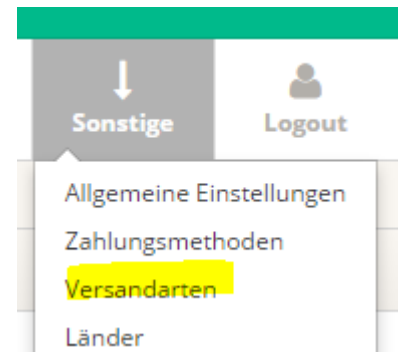 Sonstige
Logout
Allgemeine Einstellungen
Zahlungsmethoden
Versandarten
Länder